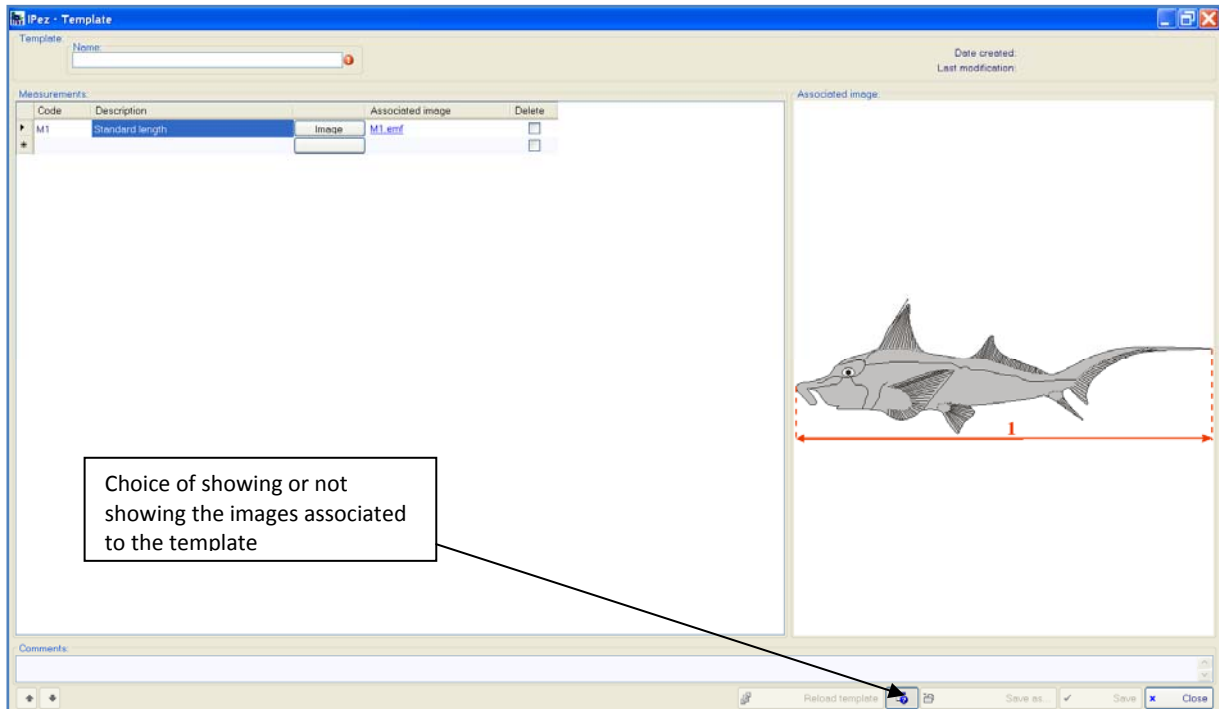 IPez - Template
Template
Name:
Date created:
Last modification:
Measurements:
Code Description Associated image Delete
M1 Standard length Image M1.emf
Associated image:
1
Choice of showing or not
showing the images associated
to the template
Comments:
Reload template Save as... Save Close